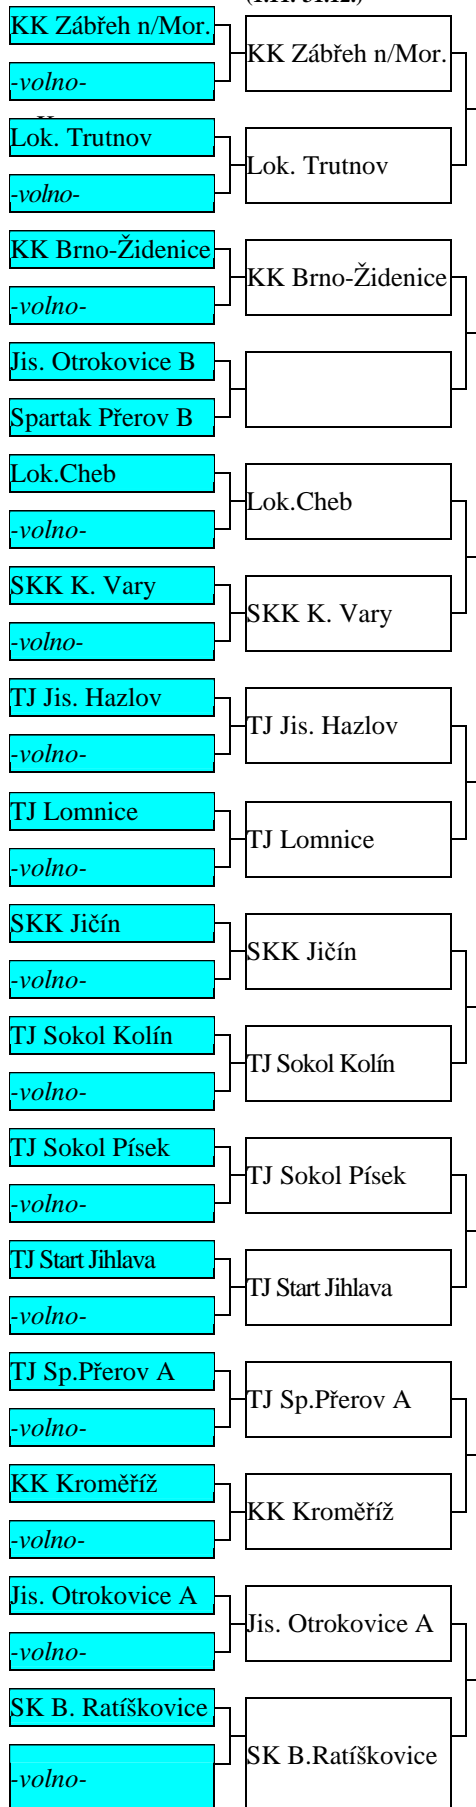 KK Zábřeh n/Mor.
-volno-
Lok. Trutnov
-volno-
KK Brno-Židenice
-volno-
Jis. Otrokovice B
Spartak Přerov B
Lok.Cheb
-volno-
SKK K. Vary
-volno-
TJ Jis. Hazlov
-volno-
TJ Lomnice
-volno-
SKK Jičín
-volno-
TJ Sokol Kolín
-volno-
TJ Sokol Písek
-volno-
TJ Start Jihlava
-volno-
TJ Sp.Přerov A
-volno-
KK Kroměříž
-volno-
Jis. Otrokovice A
-volno-
SK B. Ratíškovice
-volno-
KK Zábřeh n/Mor.
Lok. Trutnov
KK Brno-Židenice
Lok.Cheb
SKK K. Vary
TJ Jis. Hazlov
TJ Lomnice
SKK Jičín
TJ Sokol Kolín
TJ Sokol Písek
TJ Start Jihlava
TJ Sp.Přerov A
KK Kroměříž
Jis. Otrokovice A
SK B.Ratíškovice